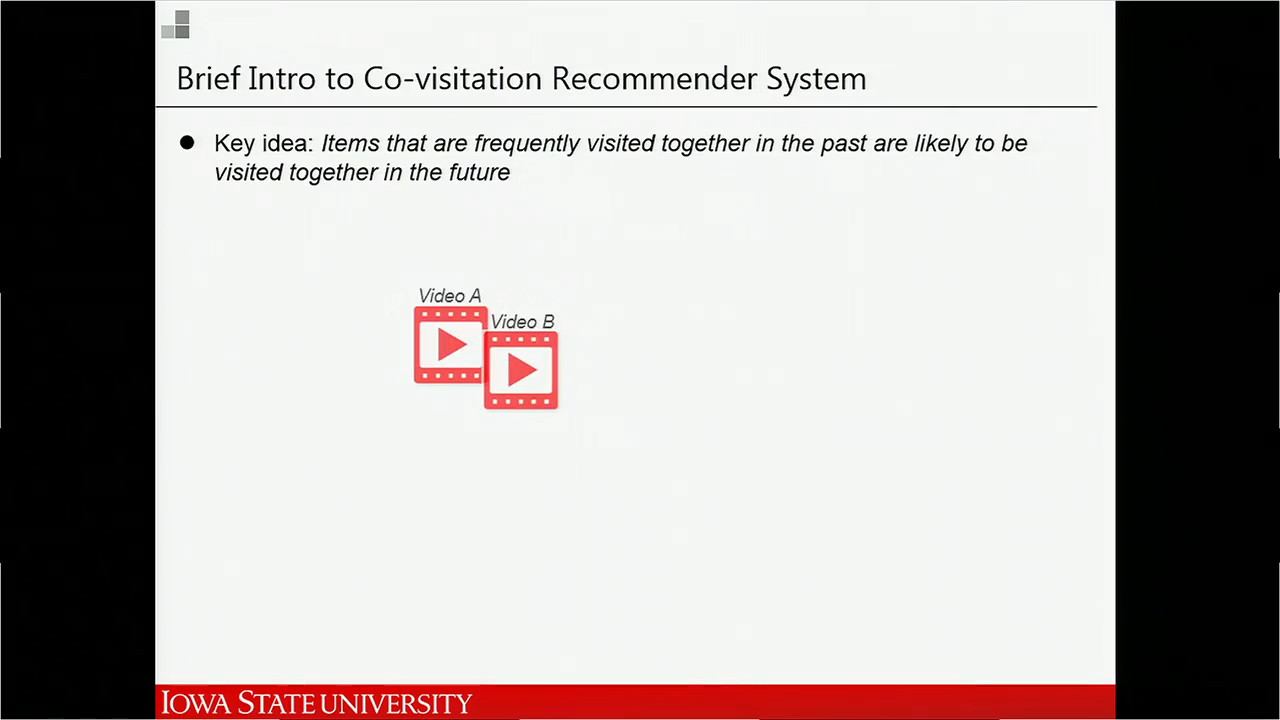 Brief Intro to Co-visitation Recommender System
Key idea: Items that are frequently visited together in the past are likely to be
visited together in the future
Video A
Video B
IOWA STATE UNIVERSITY